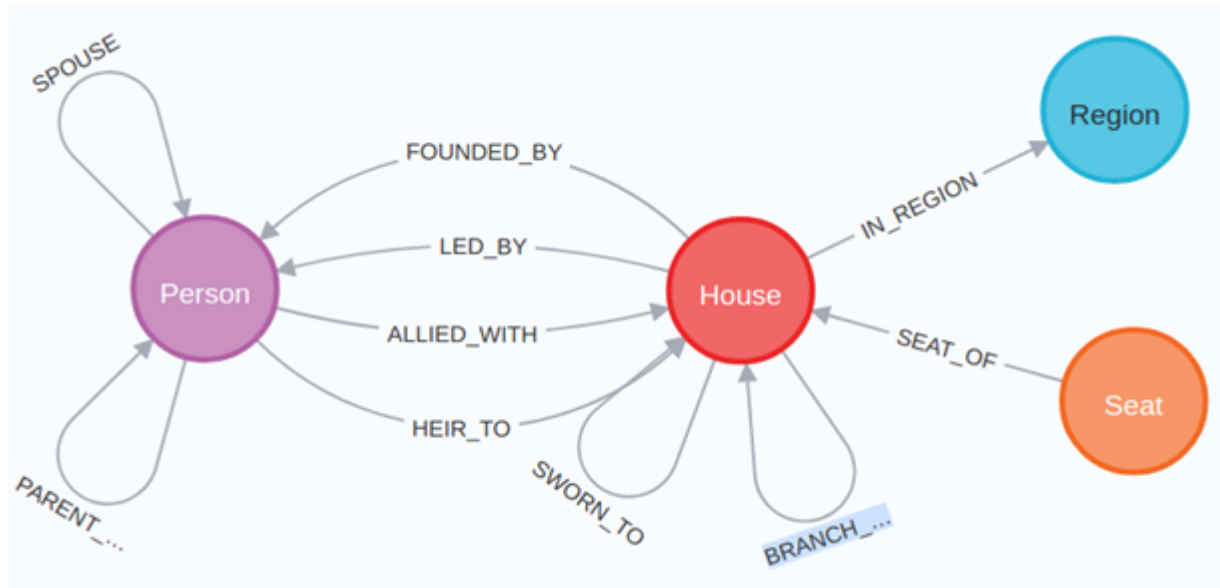 SPOUSE
FOUNDED_BY
Region
IN_REGION
LED_BY
Person
House
ALLIED_WITH
SEAT_OF
Seat
HEIR_TO
SWORN_TO
PARENT_...
BRANCH_...